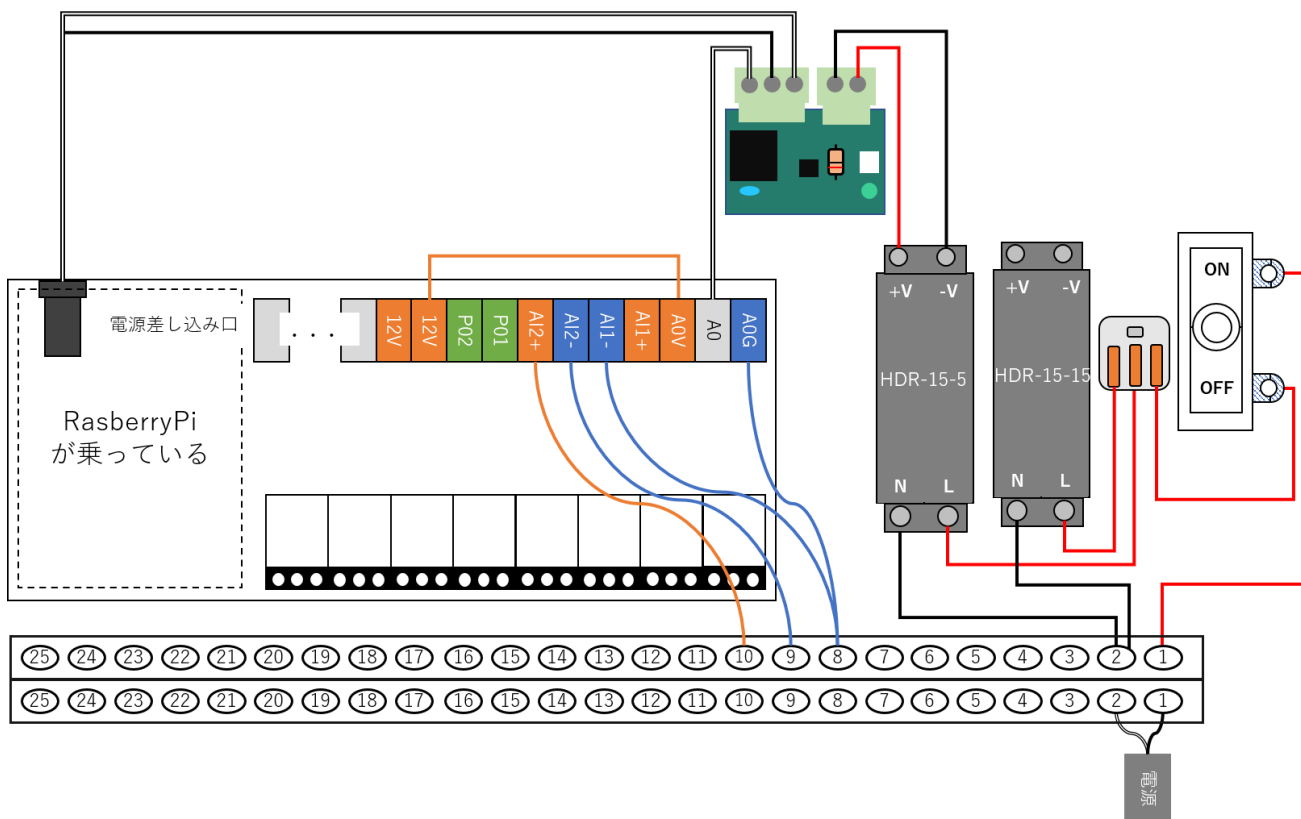 電源差し込み口
RasberryPi
が乗っている
・・・
12V
12V
P02
P01
AI2+
AI2-
AI1-
AI1+
A0V
A0
A0G
+V -V
HDR-15-5
N L
+V -V
HDR-15-15
N L
ON
OFF
25 24 23 22 21 20 19 18 17 16 15 14 13 12 11 10 9 8 7 6 5 4 3 2 1
25 24 23 22 21 20 19 18 17 16 15 14 13 12 11 10 9 8 7 6 5 4 3 2 1
電源